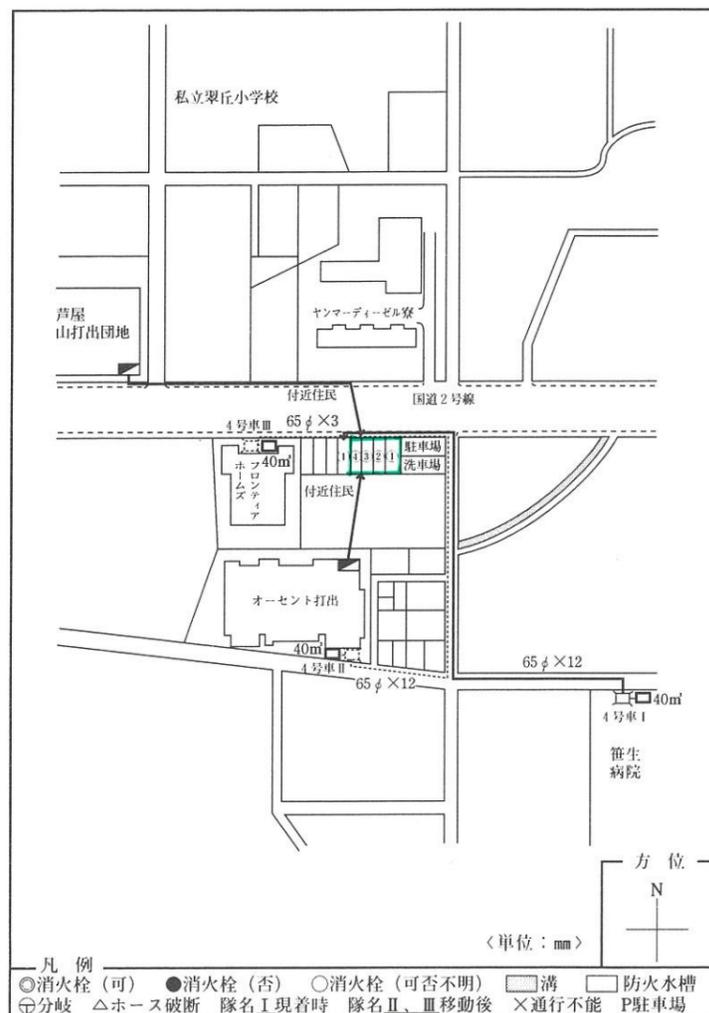 私立翠丘小学校
ヤンマーディーゼル寮
芦屋
山打出団地
付近住民
国道2号線
4号車Ⅲ
65φ×3
40㎥
フロンティア
ホームズ
1 ④ ③ ② ①
駐車場
洗車場
付近住民
オーセント打出
40㎥
4号車Ⅱ
65φ×12
65φ×12
40㎥
4号車Ⅰ
笹生
病院
方位
N
〈単位：㎜〉
凡例
◎消火栓（可） ●消火栓（否） ○消火栓（可否不明） 溝 防火水槽
分岐 △ホース破断 隊名Ⅰ現着時 隊名Ⅱ、Ⅲ移動後 ×通行不能 P駐車場